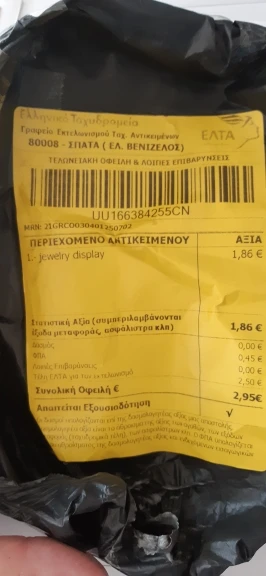 Ελληνικά Ταχυδρομεία
Γραφείο Εκτελωνισμού Ταχ. Αντικειμένων
ΕΛΤΑ
80008 - ΣΠΑΤΑ ( ΕΛ. ΒΕΝΙΖΕΛΟΣ)
ΤΕΛΩΝΕΙΑΚΗ ΟΦΕΙΛΗ & ΛΟΙΠΕΣ ΕΠΙΒΑΡΥΝΣΕΙΣ
UU166384255CN
MRN: 21GRCO030401250702
ΠΕΡΙΕΧΟΜΕΝΟ ΑΝΤΙΚΕΙΜΕΝΟΥ ΑΞΙΑ
1.- jewelry display 1,86 €
Στατιστική Αξία (συμπεριλαμβάνονται
έξοδα μεταφοράς, ασφάλιστρα κλπ) 1,86 €
Δασμός 0,00 €
ΦΠΑ 0,45 €
Λοιπές Επιβαρύνσεις 0,00 €
Τέλη ΕΛΤΑ για τον εκτελωνισμό 2,50 €
Συνολική Οφειλή € 2,95€
Απαιτείται Εξουσιοδότηση √